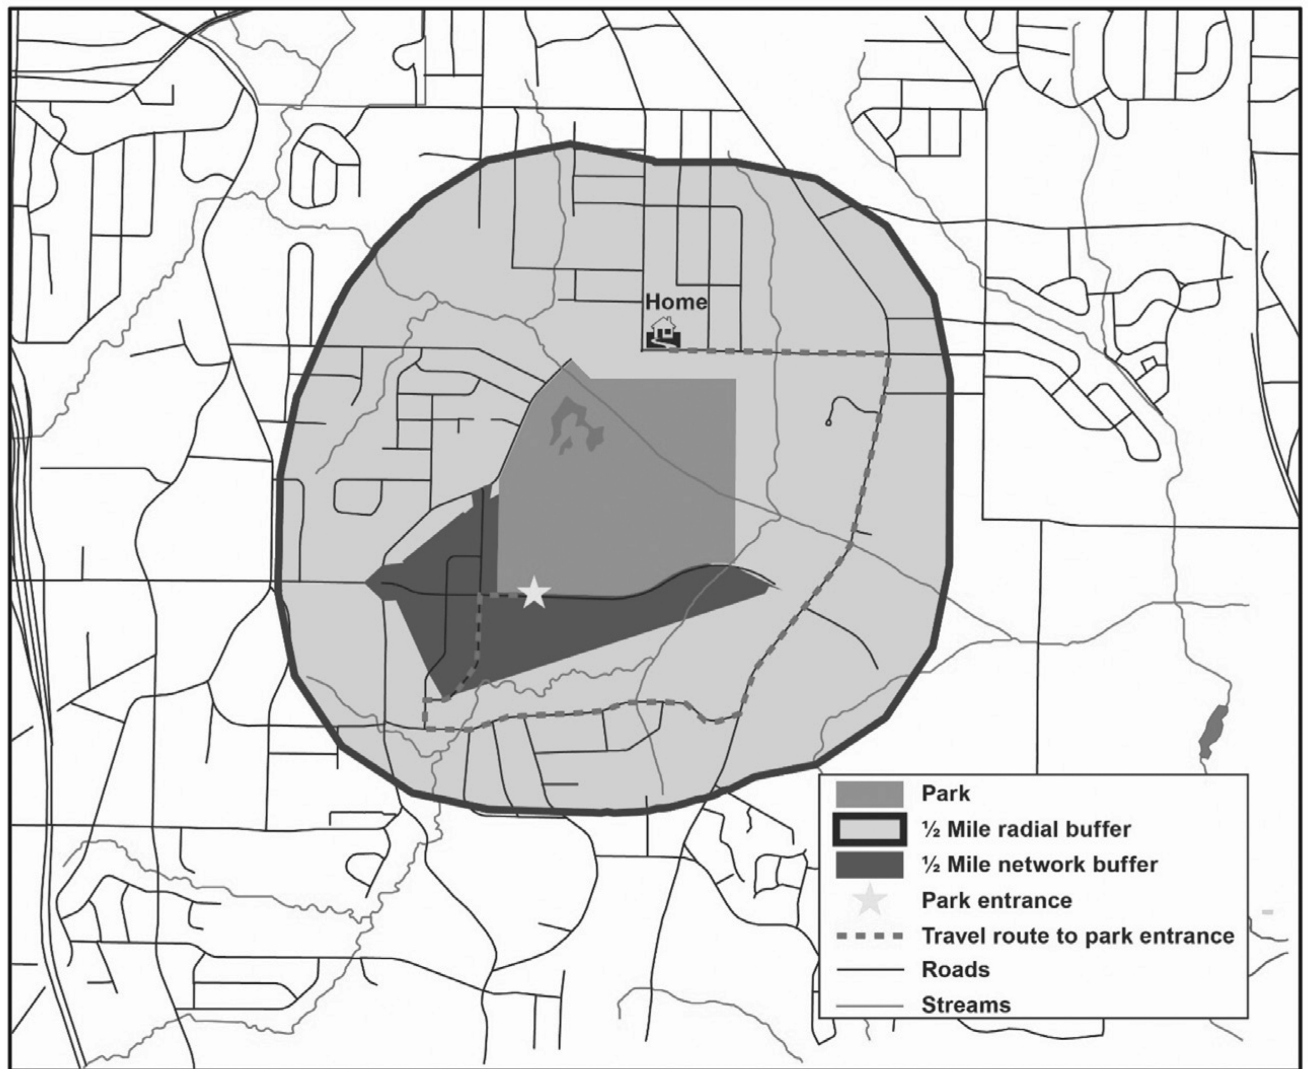 Home
Park
½ Mile radial buffer
½ Mile network buffer
Park entrance
Travel route to park entrance
Roads
Streams